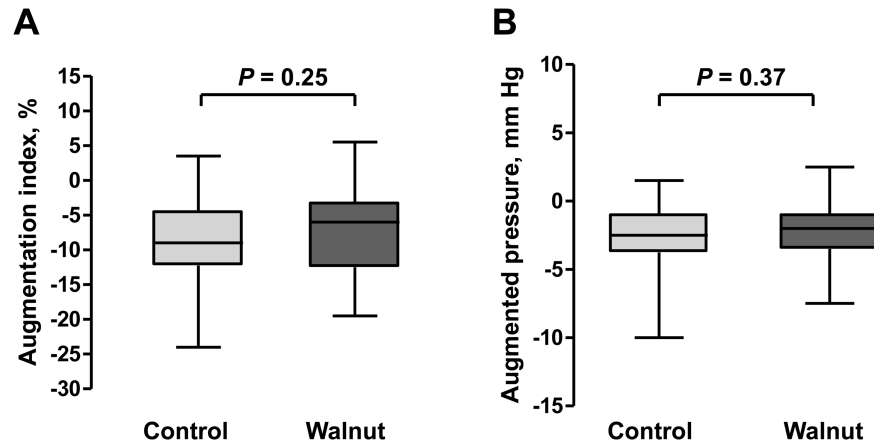 A
Augmentation index, %
15
10
5
0
-5
-10
-15
-20
-25
-30
P = 0.25
Control
Walnut
B
Augmented pressure, mm Hg
10
5
0
-5
-10
-15
P = 0.37
Control
Walnut